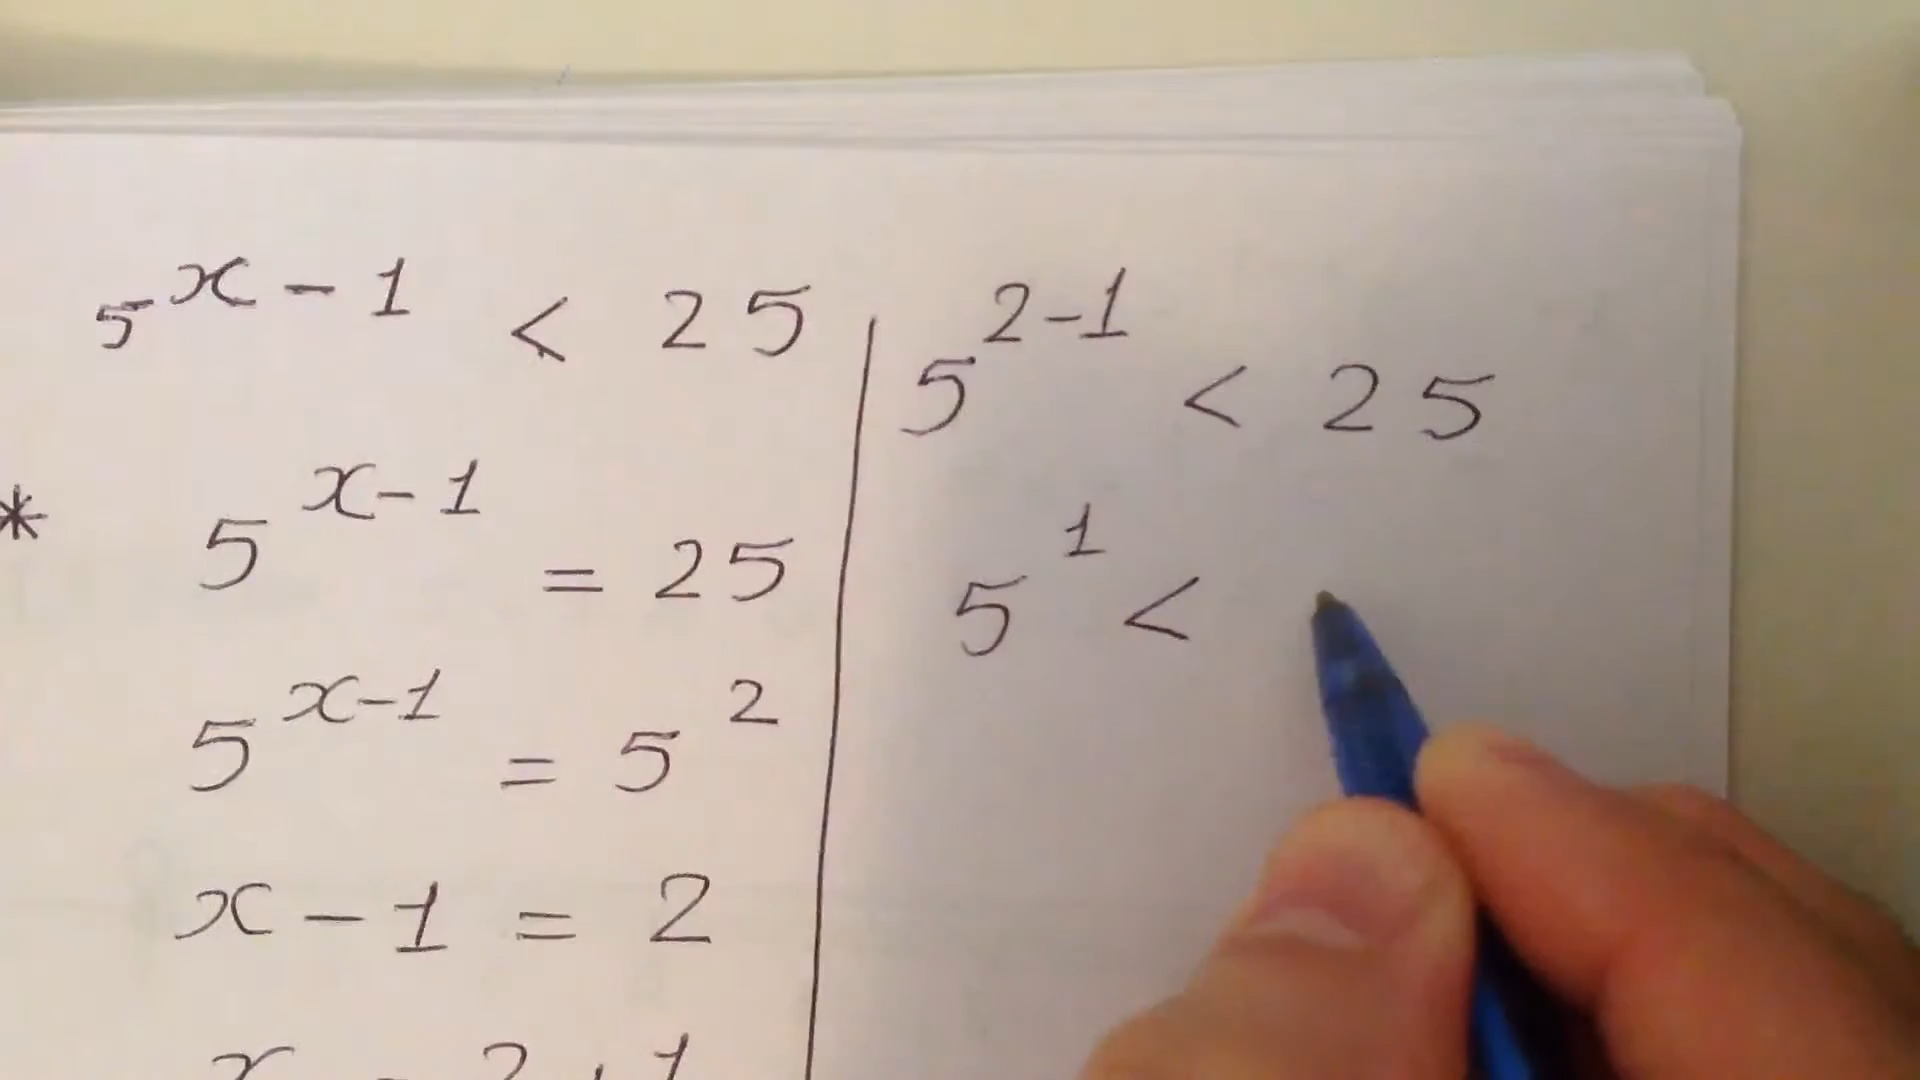 5^{x-1} < 25
* 5^{x-1} = 25
5^{x-1} = 5^2
x - 1 = 2
5^{2-1} < 25
5^1 <